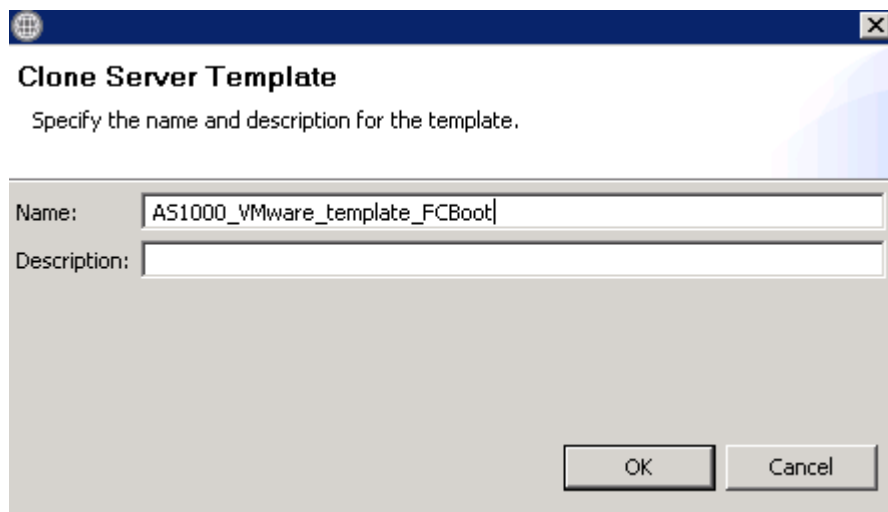 Clone Server Template
Specify the name and description for the template.
Name: AS1000_VMware_template_FCBoot
Description:
OK Cancel